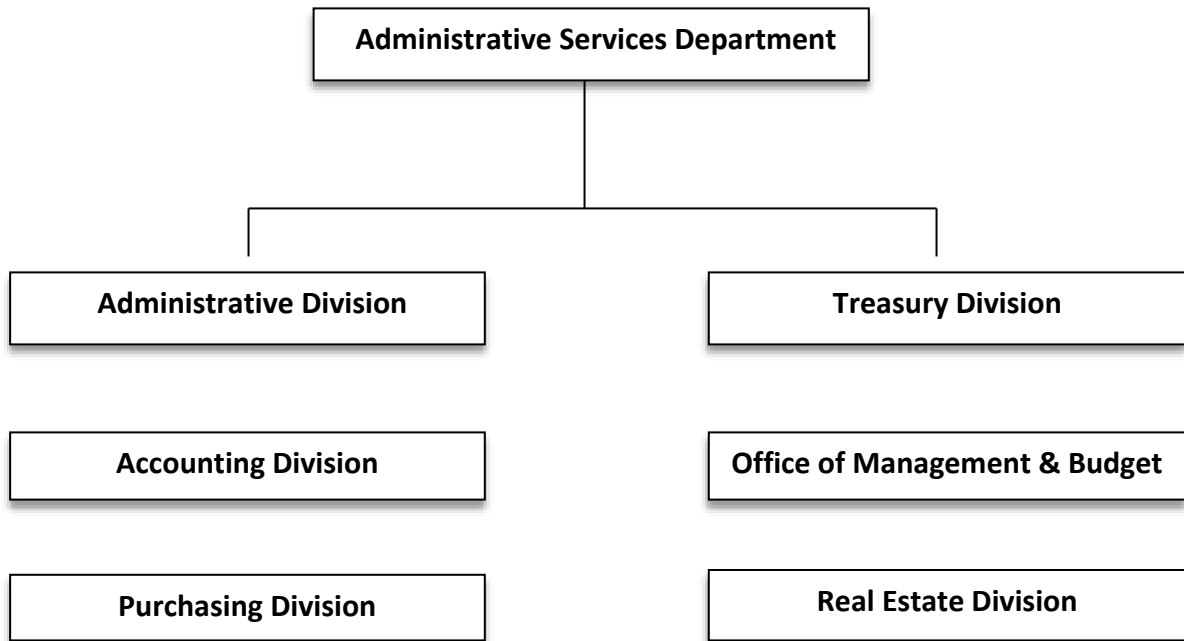 Administrative Services Department
Administrative Division
Treasury Division
Accounting Division
Office of Management & Budget
Purchasing Division
Real Estate Division